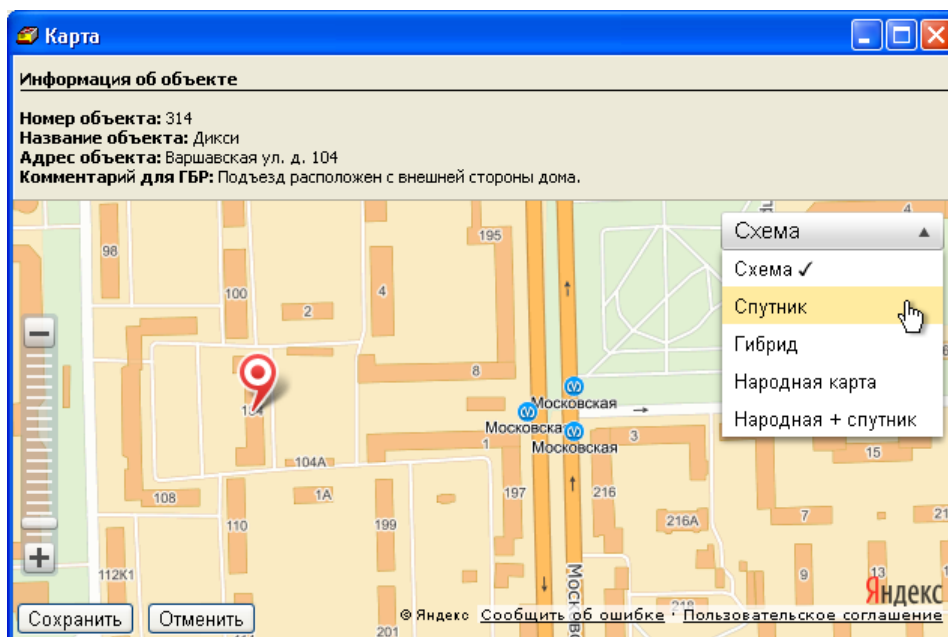 Карта
Информация об объекте
Номер объекта: 314
Название объекта: Дикси
Адрес объекта: Варшавская ул. д. 104
Комментарий для ГБР: Подъезд расположен с внешней стороны дома.
Схема
Схема ✓
Спутник
Гибрид
Народная карта
Народная + спутник
4
195
98
100
4
2
8
Московская
Московская
1
3
104А
15
108
1А
197
216
110
199
216А
7
112К1
9
13
201
Яндекс
Сохранить
Отменить
© Яндекс Сообщить об ошибке · Пользовательское соглашение